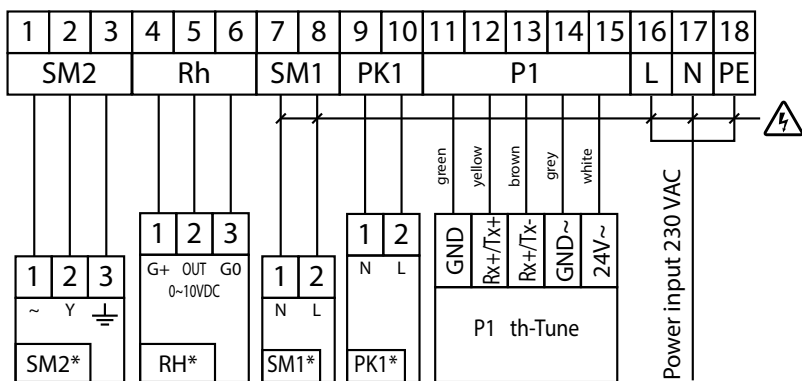 1 2 3 4 5 6 7 8 9 10 11 12 13 14 15 16 17 18
SM2 Rh SM1 PK1 P1 L N PE
green yellow brown grey white
1 2 3
G+ OUT G0
0~10VDC
RH*
1 2 3
~ Y
SM2*
1 2
N L
SM1*
1 2
N L
PK1*
GND Rx+/Tx+ Rx+/Tx- GND~ 24V~
P1 th-Tune
Power input 230 VAC